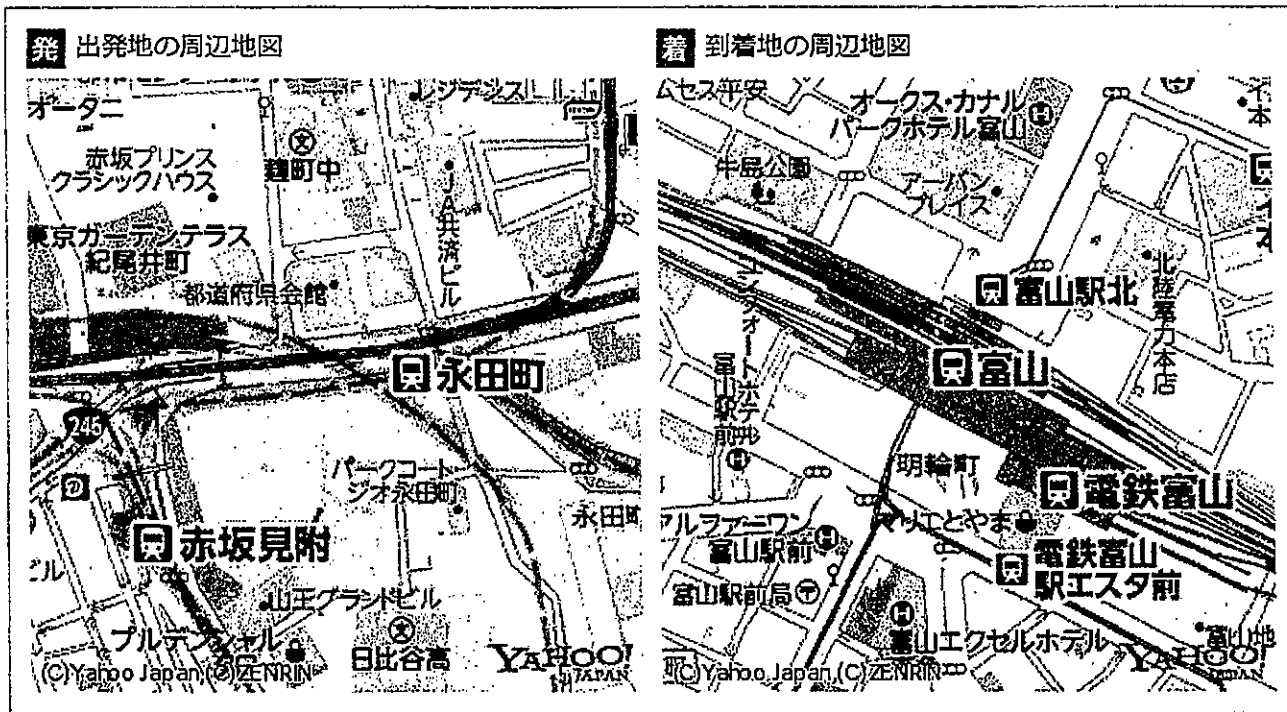 発 出発地の周辺地図
オータニ
レジデンス
赤坂プリンス
クラシックハウス
麹町中
JA共済ビル
東京ガーデンテラス
紀尾井町
都道府県会館
永田町
246
パークコート
ジオ永田町
永田町
赤坂見附
ビル
山王グランドビル
プルデンシャル
日比谷高
(C)Yahoo Japan,(C)ZENRIN
YAHOO!
JAPAN
着 到着地の周辺地図
ムセス平安
オークス・カナル
パークホテル富山
牛島公園
アーバン
プレイス
富山駅北
北陸電力本店
富山
富山駅前
明輪町
電鉄富山
マリエとやま
アルファーワン
富山駅前
電鉄富山
駅エスタ前
富山駅前局
富山エクセルホテル
富山地
(C)Yahoo Japan,(C)ZENRIN
YAHOO!
JAPAN